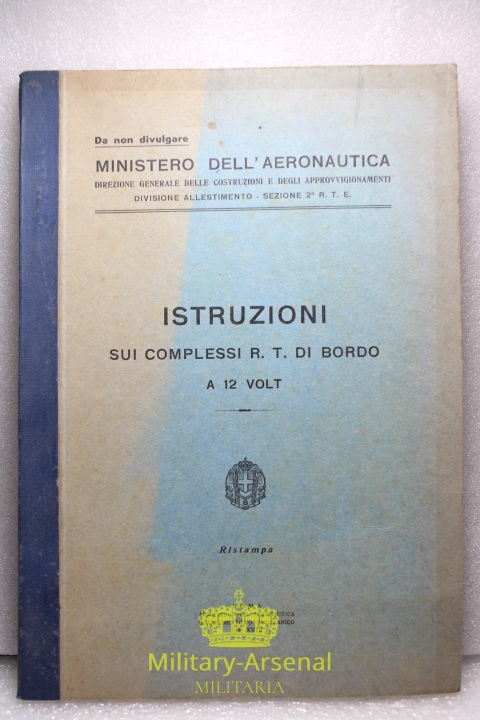 Da non divulgare
MINISTERO DELL'AERONAUTICA
DIREZIONE GENERALE DELLE COSTRUZIONI E DEGLI APPROVVIGIONAMENTI
DIVISIONE ALLESTIMENTO - SEZIONE 2ª R. T. E.
ISTRUZIONI
SUI COMPLESSI R. T. DI BORDO
A 12 VOLT
Ristampa
Military-Arsenal
MILITARIA